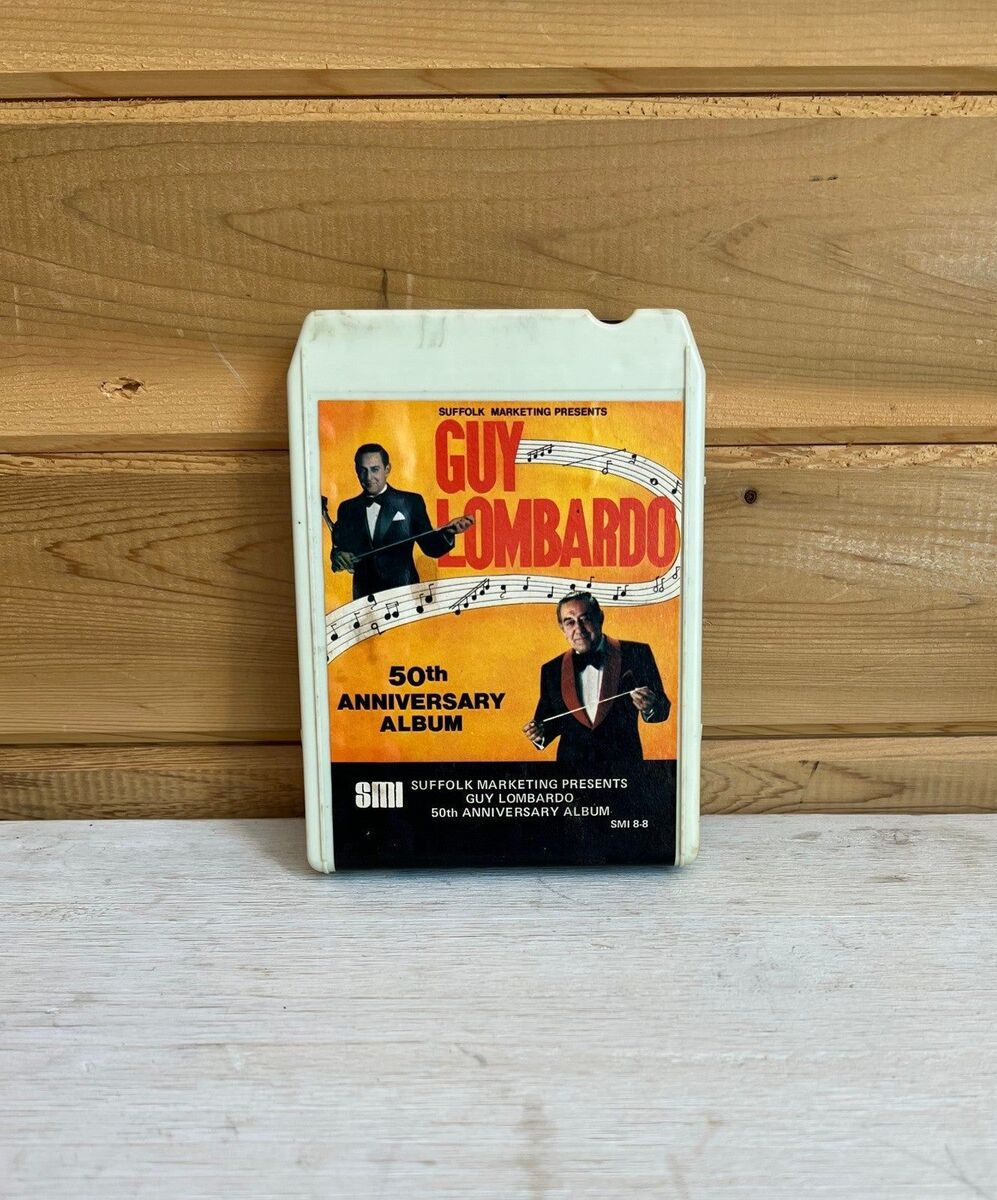 SUFFOLK MARKETING PRESENTS
GUY
LOMBARDO
50th
ANNIVERSARY
ALBUM
SMI
SUFFOLK MARKETING PRESENTS
GUY LOMBARDO
50th ANNIVERSARY ALBUM
SMI 8-8